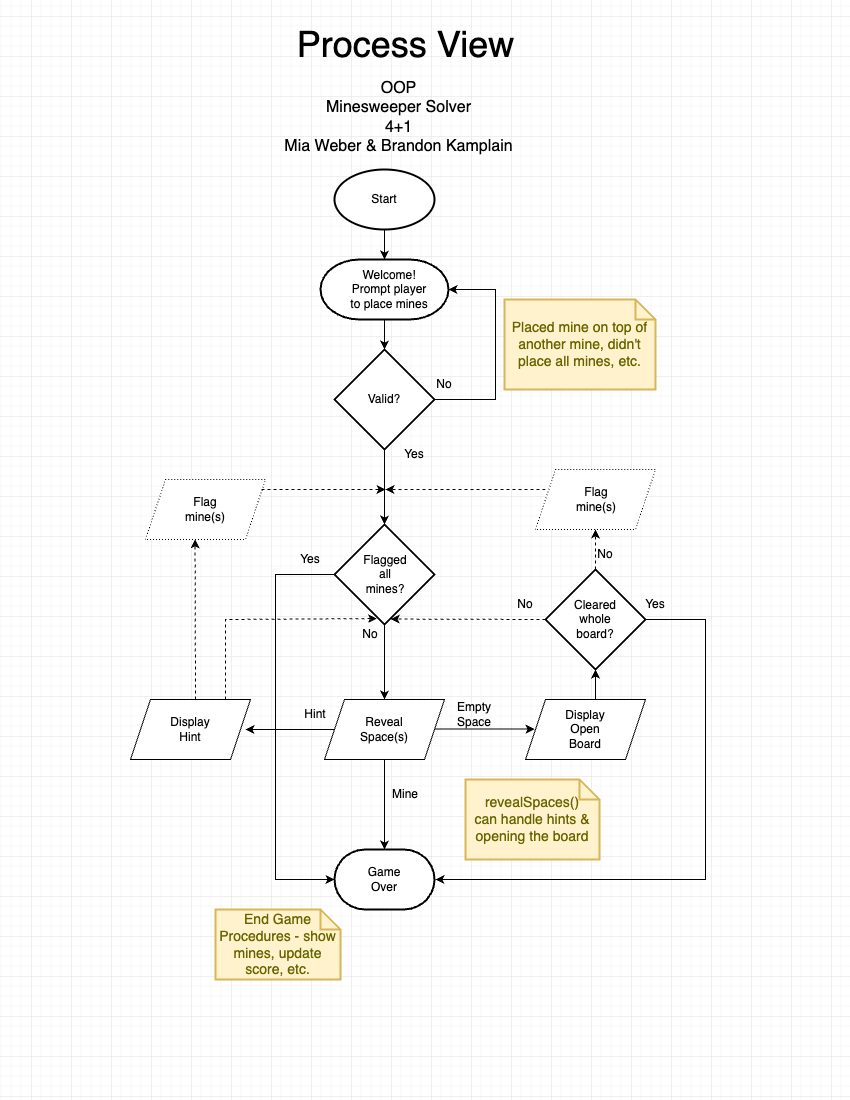 Process View
OOP
Minesweeper Solver
4+1
Mia Weber & Brandon Kamplain
Start
Welcome!
Prompt player
to place mines
Placed mine on top of
another mine, didn't
place all mines, etc.
Valid?
No
Yes
Flag
mine(s)
Flag
mine(s)
Yes
Flagged
all
mines?
No
No
Cleared
whole
board?
Yes
No
Display
Hint
Hint
Reveal
Space(s)
Empty
Space
Display
Open
Board
Mine
revealSpaces()
can handle hints &
opening the board
Game
Over
End Game
Procedures - show
mines, update
score, etc.